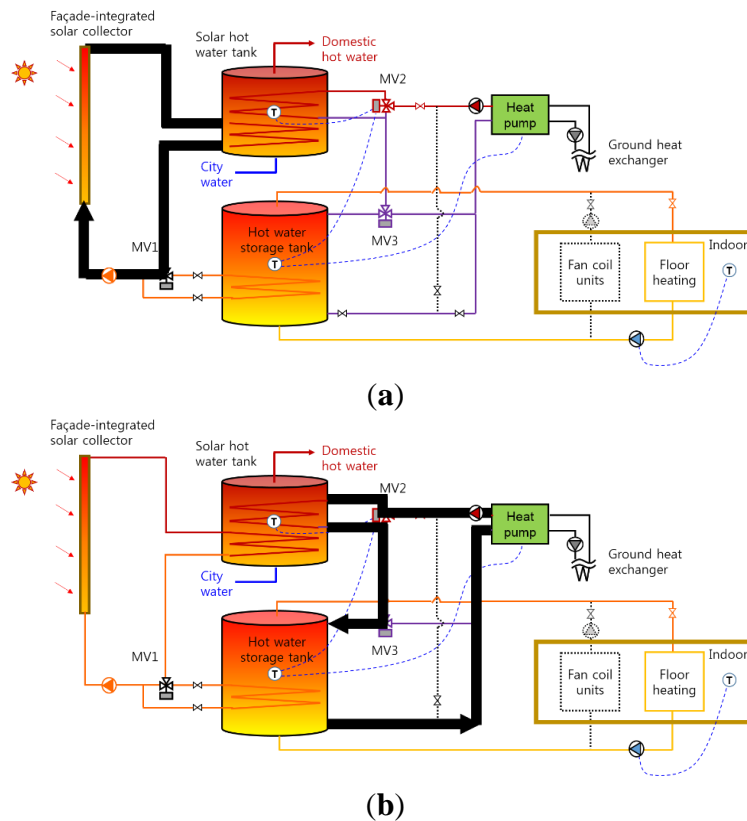 Façade-integrated
solar collector
Solar hot
water tank
Domestic
hot water
MV2
T
Heat
pump
Ground heat
exchanger
City
water
MV1
Hot water
storage tank
T
MV3
Fan coil
units
Floor
heating
Indoor
T
(a)
Façade-integrated
solar collector
Solar hot
water tank
Domestic
hot water
MV2
T
Heat
pump
Ground heat
exchanger
City
water
MV1
Hot water
storage tank
T
MV3
Fan coil
units
Floor
heating
Indoor
T
(b)